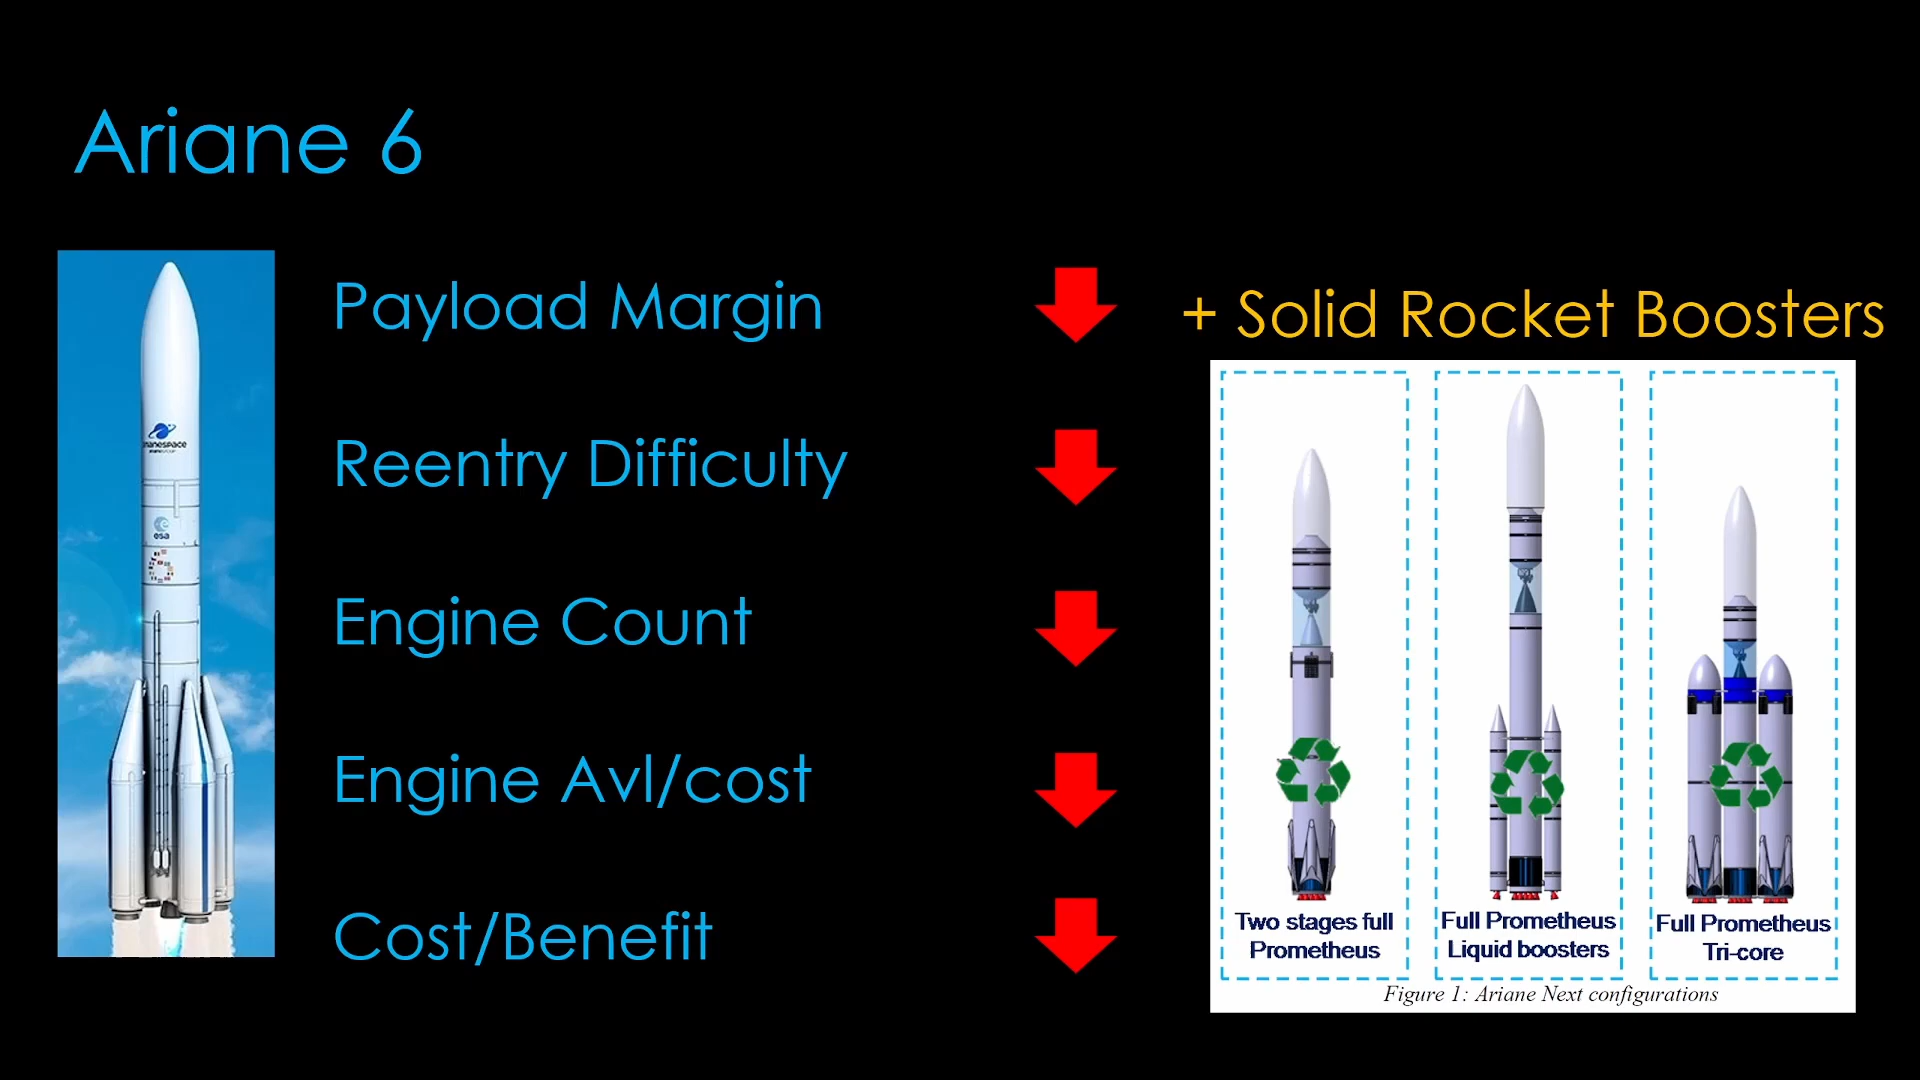 Ariane 6
Payload Margin
+ Solid Rocket Boosters
Reentry Difficulty
Engine Count
Engine Avl/cost
Cost/Benefit
esa
Two stages full
Prometheus
Full Prometheus
Liquid boosters
Full Prometheus
Tri-core
Figure 1: Ariane Next configurations